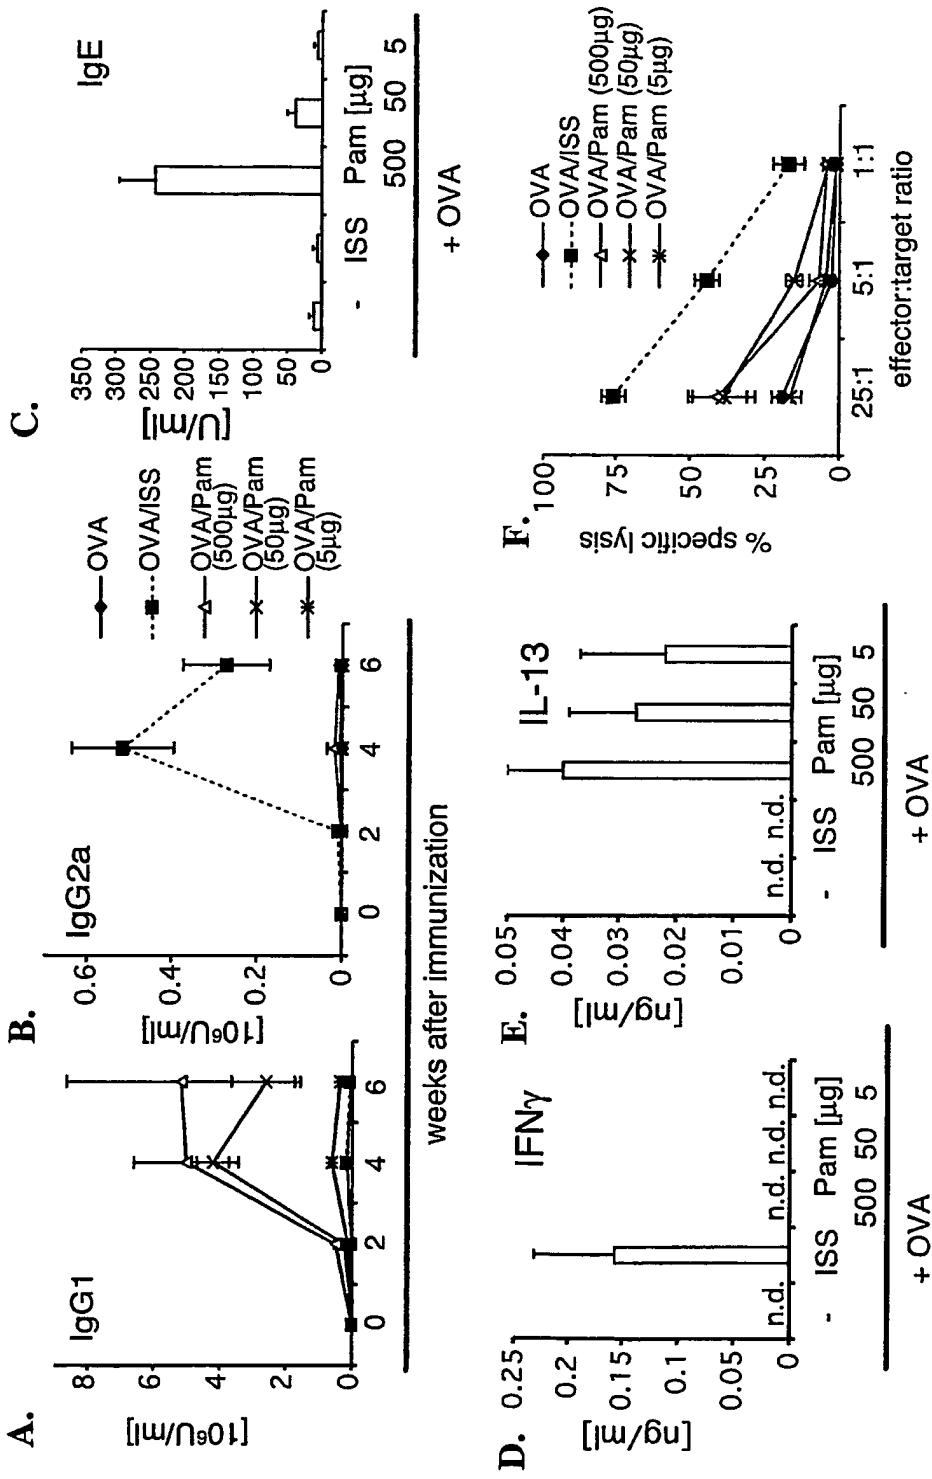 A.
IgG1
[10⁶U/ml]
8
6
4
2
0
0 2 4 6
B.
IgG2a
[10⁶U/ml]
0.6
0.4
0.2
0
0 2 4 6
OVA
OVA/ISS
OVA/Pam
(500µg)
OVA/Pam
(50µg)
OVA/Pam
(5µg)
weeks after immunization
C.
IgE
[U/ml]
350
300
250
200
150
100
50
0
- ISS Pam [µg]
500 50 5
+ OVA
D.
IFNγ
[ng/ml]
0.25
0.2
0.15
0.1
0.05
0
n.d. n.d. n.d. n.d.
- ISS Pam [µg]
500 50 5
+ OVA
E.
IL-13
[ng/ml]
0.05
0.04
0.03
0.02
0.01
0
n.d. n.d.
- ISS Pam [µg]
500 50 5
+ OVA
F.
% specific lysis
100
75
50
25
0
25:1 5:1 1:1
effector:target ratio
OVA
OVA/ISS
OVA/Pam (500µg)
OVA/Pam (50µg)
OVA/Pam (5µg)